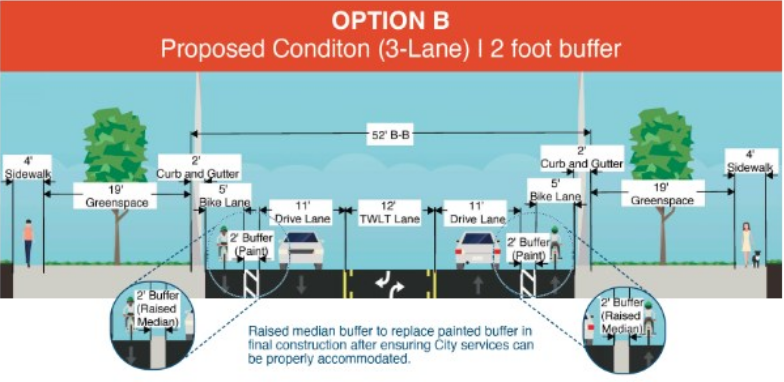 OPTION B
Proposed Conditon (3-Lane) | 2 foot buffer
52' B-B
4'
Sidewalk
19'
Greenspace
2'
Curb and Gutter
5'
Bike Lane
2' Buffer
(Paint)
11'
Drive Lane
12'
TWLT Lane
11'
Drive Lane
2' Buffer
(Paint)
5'
Bike Lane
2'
Curb and Gutter
19'
Greenspace
4'
Sidewalk
2' Buffer
(Raised
Median)
Raised median buffer to replace painted buffer in
final construction after ensuring City services can
be properly accommodated.
2' Buffer
(Raised
Median)